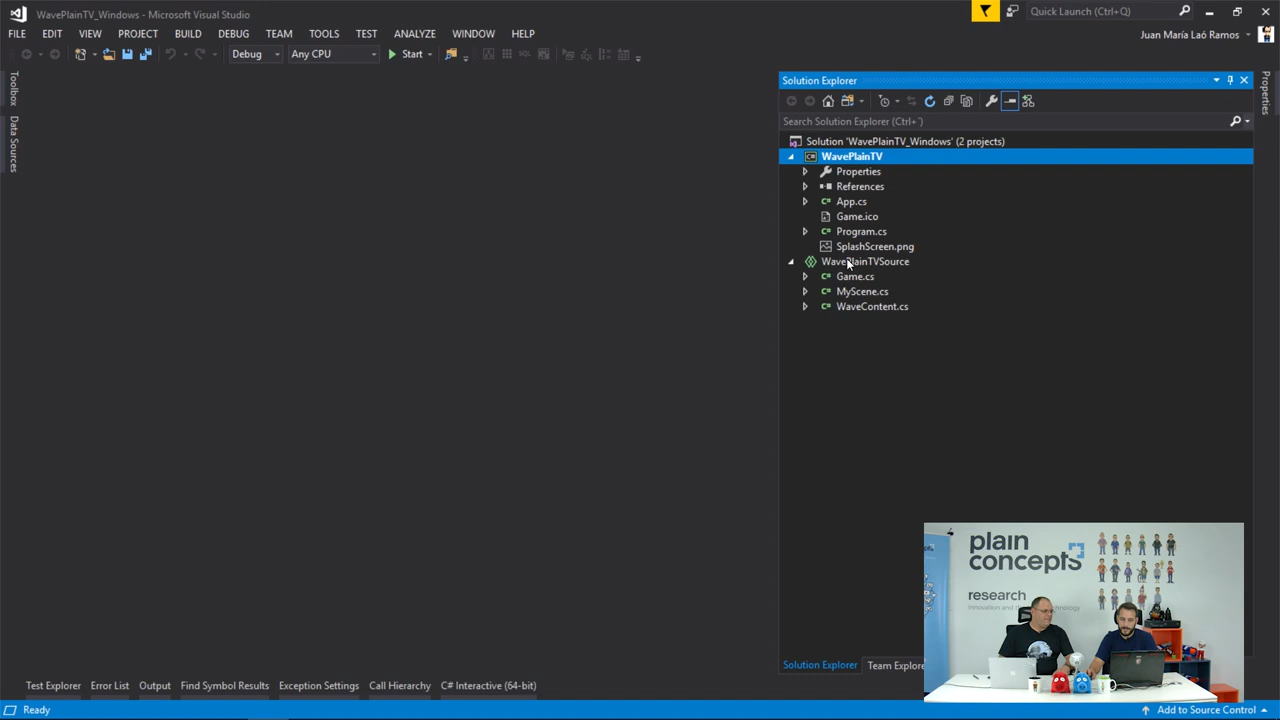 WavePlainTV_Windows - Microsoft Visual Studio
Quick Launch (Ctrl+Q)
FILE EDIT VIEW PROJECT BUILD DEBUG TEAM TOOLS TEST ANALYZE WINDOW HELP
Juan María Laó Ramos
Debug Any CPU Start
Toolbox
Data Sources
Solution Explorer
Properties
Search Solution Explorer (Ctrl+¨)
Solution 'WavePlainTV_Windows' (2 projects)
WavePlainTV
Properties
References
App.cs
Game.ico
Program.cs
SplashScreen.png
WavePlainTVSource
Game.cs
MyScene.cs
WaveContent.cs
plain
concepts
research
Solution Explorer Team Explore
Test Explorer Error List Output Find Symbol Results Exception Settings Call Hierarchy C# Interactive (64-bit)
Ready
Add to Source Control